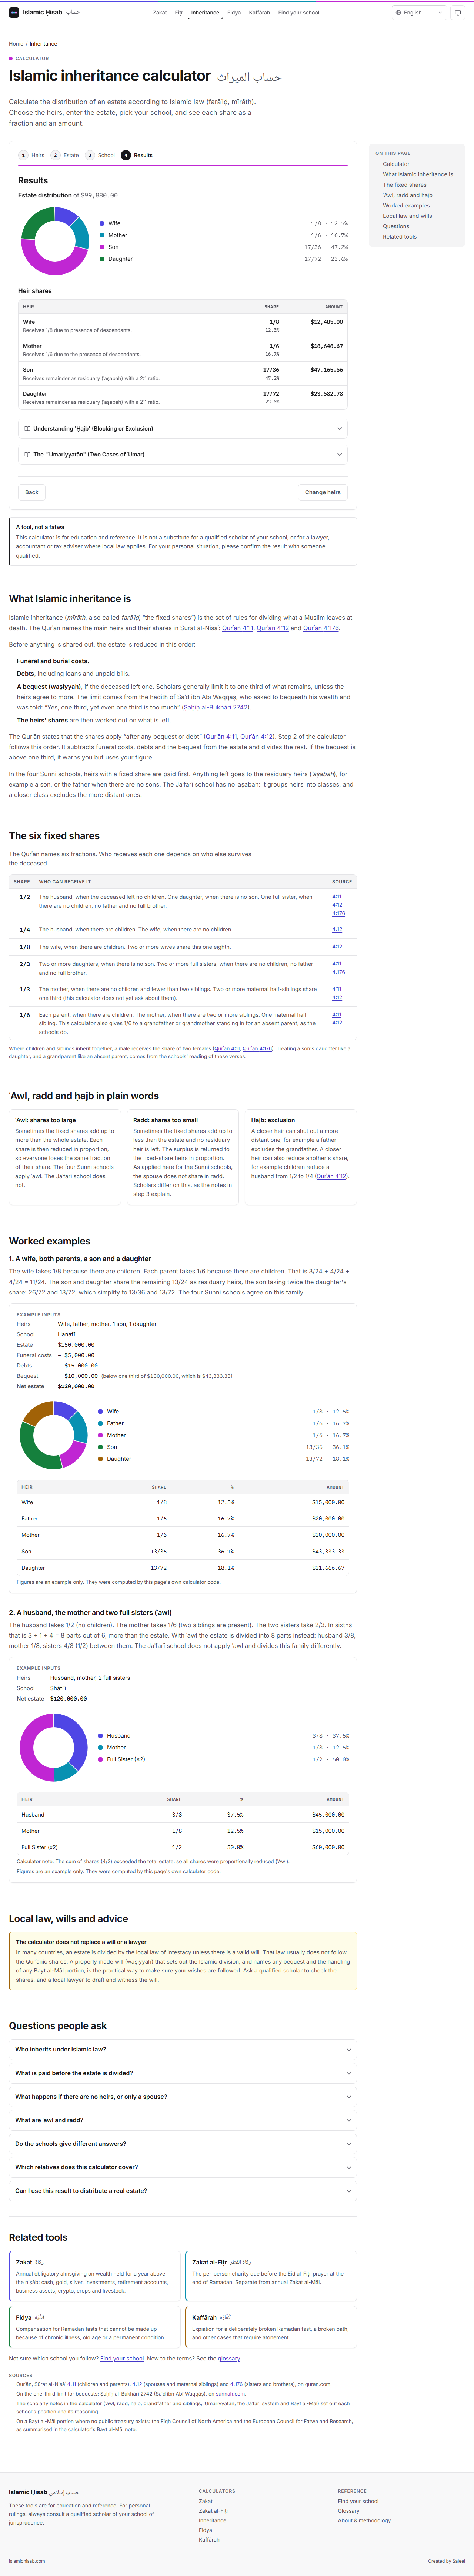 Islamic Ḥisāb حساب
Zakat Fiṭr Inheritance Fidya Kaffārah Find your school
English
Home / Inheritance
CALCULATOR
Islamic inheritance calculator حساب الميراث
Calculate the distribution of an estate according to Islamic law (farāʾiḍ, mīrāth).
Choose the heirs, enter the estate, pick your school, and see each share as a
fraction and an amount.
1 Heirs 2 Estate 3 School 4 Results
Results
Estate distribution of $99,880.00
Wife 1/8 · 12.5%
Mother 1/6 · 16.7%
Son 17/36 · 47.2%
Daughter 17/72 · 23.6%
Heir shares
HEIR SHARE AMOUNT
Wife 1/8 $12,485.00
Receives 1/8 due to presence of descendants. 12.5%
Mother 1/6 $16,646.67
Receives 1/6 due to the presence of descendants. 16.7%
Son 17/36 $47,165.56
Receives remainder as residuary (ʿaṣabah) with a 2:1 ratio. 47.2%
Daughter 17/72 $23,582.78
Receives remainder as residuary (ʿaṣabah) with a 2:1 ratio. 23.6%
Understanding 'Ḥajb' (Blocking or Exclusion)
The "ʿUmariyyatān" (Two Cases of ʿUmar)
Back Change heirs
A tool, not a fatwa
This calculator is for education and reference. It is not a substitute for a qualified scholar of your school, or for a lawyer,
accountant or tax adviser where local law applies. For your personal situation, please confirm the result with someone
qualified.
ON THIS PAGE
Calculator
What Islamic inheritance is
The fixed shares
ʿAwl, radd and ḥajb
Worked examples
Local law and wills
Questions
Related tools
What Islamic inheritance is
Islamic inheritance (mīrāth, also called farāʾiḍ, "the fixed shares") is the set of rules for dividing what a Muslim leaves at
death. The Qurʾān names the main heirs and their shares in Sūrat al-Nisāʾ: Qurʾān 4:11, Qurʾān 4:12 and Qurʾān 4:176.
Before anything is shared out, the estate is reduced in this order:
Funeral and burial costs.
Debts, including loans and unpaid bills.
A bequest (waṣiyyah), if the deceased left one. Scholars generally limit it to one third of what remains, unless the
heirs agree to more. The limit comes from the hadith of Saʿd ibn Abī Waqqāṣ, who asked to bequeath his wealth and
was told: "Yes, one third, yet even one third is too much" (Ṣaḥīḥ al-Bukhārī 2742).
The heirs' shares are then worked out on what is left.
The Qurʾān states that the shares apply "after any bequest or debt" (Qurʾān 4:11, Qurʾān 4:12). Step 2 of the calculator
follows this order. It subtracts funeral costs, debts and the bequest from the estate and divides the rest. If the bequest is
above one third, it warns you but uses your figure.
In the four Sunni schools, heirs with a fixed share are paid first. Anything left goes to the residuary heirs (ʿaṣabah), for
example a son, or the father when there are no sons. The Jaʿfarī school has no ʿaṣabah: it groups heirs into classes, and
a closer class excludes the more distant ones.
The six fixed shares
The Qurʾān names six fractions. Who receives each one depends on who else survives
the deceased.
SHARE WHO CAN RECEIVE IT SOURCE
1/2 The husband, when the deceased left no children. One daughter, when there is no son. One full sister, when
there are no children, no father and no full brother. 4:11
4:12
4:176
1/4 The husband, when there are children. The wife, when there are no children. 4:12
1/8 The wife, when there are children. Two or more wives share this one eighth. 4:12
2/3 Two or more daughters, when there is no son. Two or more full sisters, when there are no children, no father
and no full brother. 4:11
4:176
1/3 The mother, when there are no children and fewer than two siblings. Two or more maternal half-siblings share
one third (this calculator does not yet ask about them). 4:11
4:12
1/6 Each parent, when there are children. The mother, when there are two or more siblings. One maternal half-
sibling. This calculator also gives 1/6 to a grandfather or grandmother standing in for an absent parent, as the
schools do. 4:11
4:12
Where children and siblings inherit together, a male receives the share of two females (Qurʾān 4:11, Qurʾān 4:176). Treating a son's daughter like a
daughter, and a grandparent like an absent parent, comes from the schools' reading of these verses.
ʿAwl, radd and ḥajb in plain words
ʿAwl: shares too large
Sometimes the fixed shares add up to
more than the whole estate. Each
share is then reduced in proportion,
so everyone loses the same fraction
of their share. The four Sunni schools
apply ʿawl. The Jaʿfarī school does
not.
Radd: shares too small
Sometimes the fixed shares add up to
less than the estate and no residuary
heir is left. The surplus is returned to
the fixed-share heirs in proportion.
As applied here for the Sunni schools,
the spouse does not share in radd.
Scholars differ on this, as the notes in
step 3 explain.
Ḥajb: exclusion
A closer heir can shut out a more
distant one, for example a father
excludes the grandfather. A closer
heir can also reduce another's share,
for example children reduce a
husband from 1/2 to 1/4 (Qurʾān 4:12).
Worked examples
1. A wife, both parents, a son and a daughter
The wife takes 1/8 because there are children. Each parent takes 1/6 because there are children. That is 3/24 + 4/24 +
4/24 = 11/24. The son and daughter share the remaining 13/24 as residuary heirs, the son taking twice the daughter's
share: 26/72 and 13/72, which simplify to 13/36 and 13/72. The four Sunni schools agree on this family.
EXAMPLE INPUTS
Heirs Wife, father, mother, 1 son, 1 daughter
School Ḥanafī
Estate $150,000.00
Funeral costs − $5,000.00
Debts − $15,000.00
Bequest − $10,000.00 (below one third of $130,000.00, which is $43,333.33)
Net estate $120,000.00
Wife 1/8 · 12.5%
Father 1/6 · 16.7%
Mother 1/6 · 16.7%
Son 13/36 · 36.1%
Daughter 13/72 · 18.1%
HEIR SHARE % AMOUNT
Wife 1/8 12.5% $15,000.00
Father 1/6 16.7% $20,000.00
Mother 1/6 16.7% $20,000.00
Son 13/36 36.1% $43,333.33
Daughter 13/72 18.1% $21,666.67
Figures are an example only. They were computed by this page's own calculator code.
2. A husband, the mother and two full sisters (ʿawl)
The husband takes 1/2 (no children). The mother takes 1/6 (two siblings are present). The two sisters take 2/3. In sixths
that is 3 + 1 + 4 = 8 parts out of 6, more than the estate. With ʿawl the estate is divided into 8 parts instead: husband 3/8,
mother 1/8, sisters 4/8 (1/2) between them. The Jaʿfarī school does not apply ʿawl and divides this family differently.
EXAMPLE INPUTS
Heirs Husband, mother, 2 full sisters
School Shāfiʿī
Net estate $120,000.00
Husband 3/8 · 37.5%
Mother 1/8 · 12.5%
Full Sister (×2) 1/2 · 50.0%
HEIR SHARE % AMOUNT
Husband 3/8 37.5% $45,000.00
Mother 1/8 12.5% $15,000.00
Full Sister (x2) 1/2 50.0% $60,000.00
Calculator note: The sum of shares (4/3) exceeded the total estate, so all shares were proportionally reduced (ʿAwl).
Figures are an example only. They were computed by this page's own calculator code.
Local law, wills and advice
The calculator does not replace a will or a lawyer
In many countries, an estate is divided by the local law of intestacy unless there is a valid will. That law usually does not follow
the Qurʾānic shares. A properly made will (waṣiyyah) that sets out the Islamic division, and names any bequest and the handling
of any Bayt al-Māl portion, is the practical way to make sure your wishes are followed. Ask a qualified scholar to check the
shares, and a local lawyer to draft and witness the will.
Questions people ask
Who inherits under Islamic law?
What is paid before the estate is divided?
What happens if there are no heirs, or only a spouse?
What are ʿawl and radd?
Do the schools give different answers?
Which relatives does this calculator cover?
Can I use this result to distribute a real estate?
Related tools
Zakat زكاة
Annual obligatory almsgiving on wealth held for a year above
the niṣāb: cash, gold, silver, investments, retirement accounts,
business assets, crypto, crops and livestock.
Zakat al-Fiṭr زكاة الفطر
The per-person charity due before the Eid al-Fiṭr prayer at the
end of Ramadan. Separate from annual Zakat al-Māl.
Fidya فدية
Compensation for Ramadan fasts that cannot be made up
because of chronic illness, old age or a permanent condition.
Kaffārah كفّارة
Expiation for a deliberately broken Ramadan fast, a broken oath,
and other cases that require atonement.
Not sure which school you follow? Find your school. New to the terms? See the glossary.
SOURCES
Qurʾān, Sūrat al-Nisāʾ 4:11 (children and parents), 4:12 (spouses and maternal siblings) and 4:176 (sisters and brothers), on quran.com.
On the one-third limit for bequests: Ṣaḥīḥ al-Bukhārī 2742 (Saʿd ibn Abī Waqqāṣ), on sunnah.com.
The scholarly notes in the calculator (ʿawl, radd, ḥajb, grandfather and siblings, ʿUmariyyatān, the Jaʿfarī system and Bayt al-Māl) set out each
school's position and its reasoning.
On a Bayt al-Māl portion where no public treasury exists: the Fiqh Council of North America and the European Council for Fatwa and Research,
as summarised in the calculator's Bayt al-Māl note.
Islamic Ḥisāb حساب إسلامي
These tools are for education and reference. For personal
rulings, always consult a qualified scholar of your school of
jurisprudence.
CALCULATORS
Zakat
Zakat al-Fiṭr
Inheritance
Fidya
Kaffārah
REFERENCE
Find your school
Glossary
About & methodology
islamichisab.com Created by Saleel